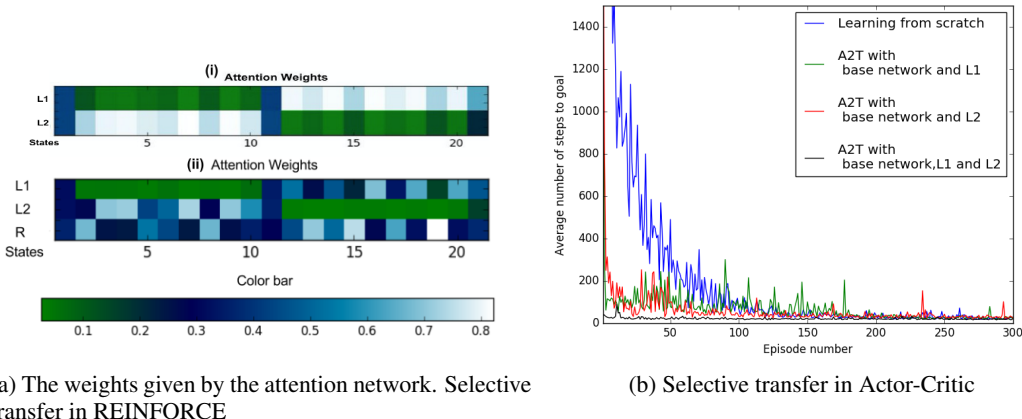 (i) Attention Weights
L1
L2
States 5 10 15 20
(ii) Attention Weights
L1
L2
R
States 5 10 15 20
Color bar
0.1 0.2 0.3 0.4 0.5 0.6 0.7 0.8
a) The weights given by the attention network. Selective
ransfer in REINFORCE
Average number of steps to goal
1400
1200
1000
800
600
400
200
0
50 100 150 200 250 300
Episode number
Learning from scratch
A2T with
base network and L1
A2T with
base network and L2
A2T with
base network,L1 and L2
(b) Selective transfer in Actor-Critic